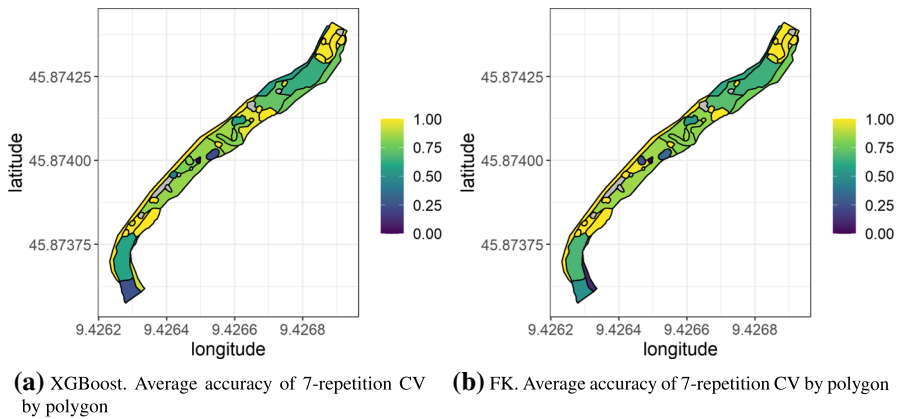 45.87425
45.87400
45.87375
latitude
9.4262 9.4264 9.4266 9.4268
longitude
1.00
0.75
0.50
0.25
0.00
(a) XGBoost. Average accuracy of 7-repetition CV
by polygon
45.87425
45.87400
45.87375
latitude
9.4262 9.4264 9.4266 9.4268
longitude
1.00
0.75
0.50
0.25
0.00
(b) FK. Average accuracy of 7-repetition CV by polygon